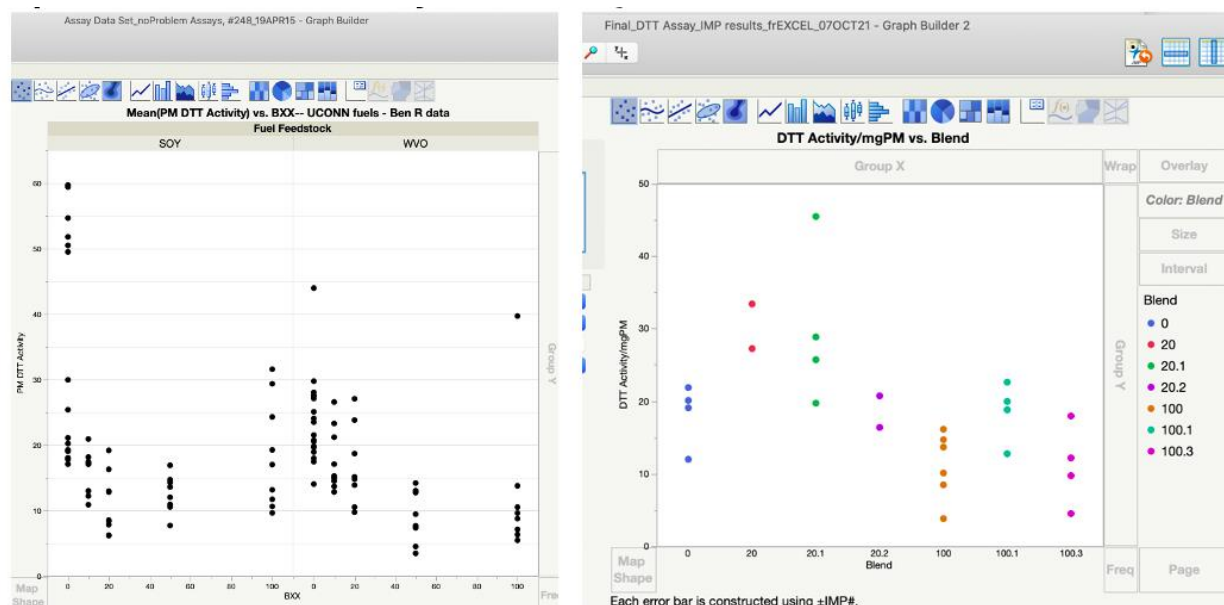 Assay Data Set_noProblem Assays, #248_19APR15 - Graph Builder
Mean(PM DTT Activity) vs. BXX-- UCONN fuels - Ben R data
Fuel Feedstock
SOY WVO
PM DTT Activity
60
50
40
30
20
10
0
0 20 40 60 80 100 0 20 40 60 80 100
BXX
Map
Shape
Group Y
Fre
Final_DTT Assay_IMP results_frEXCEL_07OCT21 - Graph Builder 2
DTT Activity/mgPM vs. Blend
Group X
Wrap
Overlay
Color: Blend
Size
Interval
Blend
0
20
20.1
20.2
100
100.1
100.3
Group Y
DTT Activity/mgPM
50
40
30
20
10
0
0 20 20.1 20.2 100 100.1 100.3
Blend
Map
Shape
Freq
Page
Each error bar is constructed using ±IMP#.